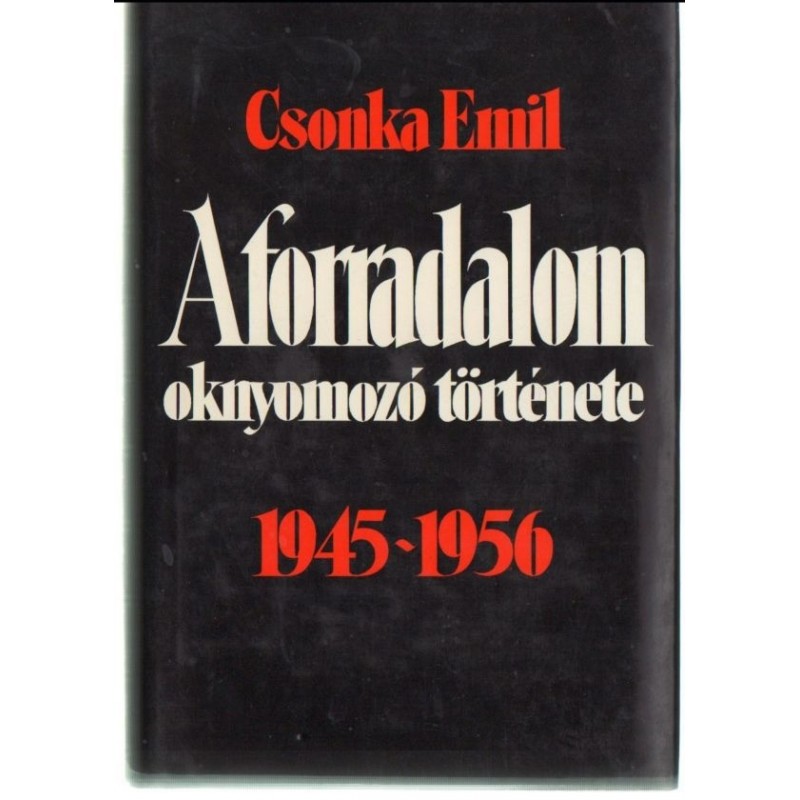 Csonka Emil
A forradalom
oknyomozó története
1945-1956